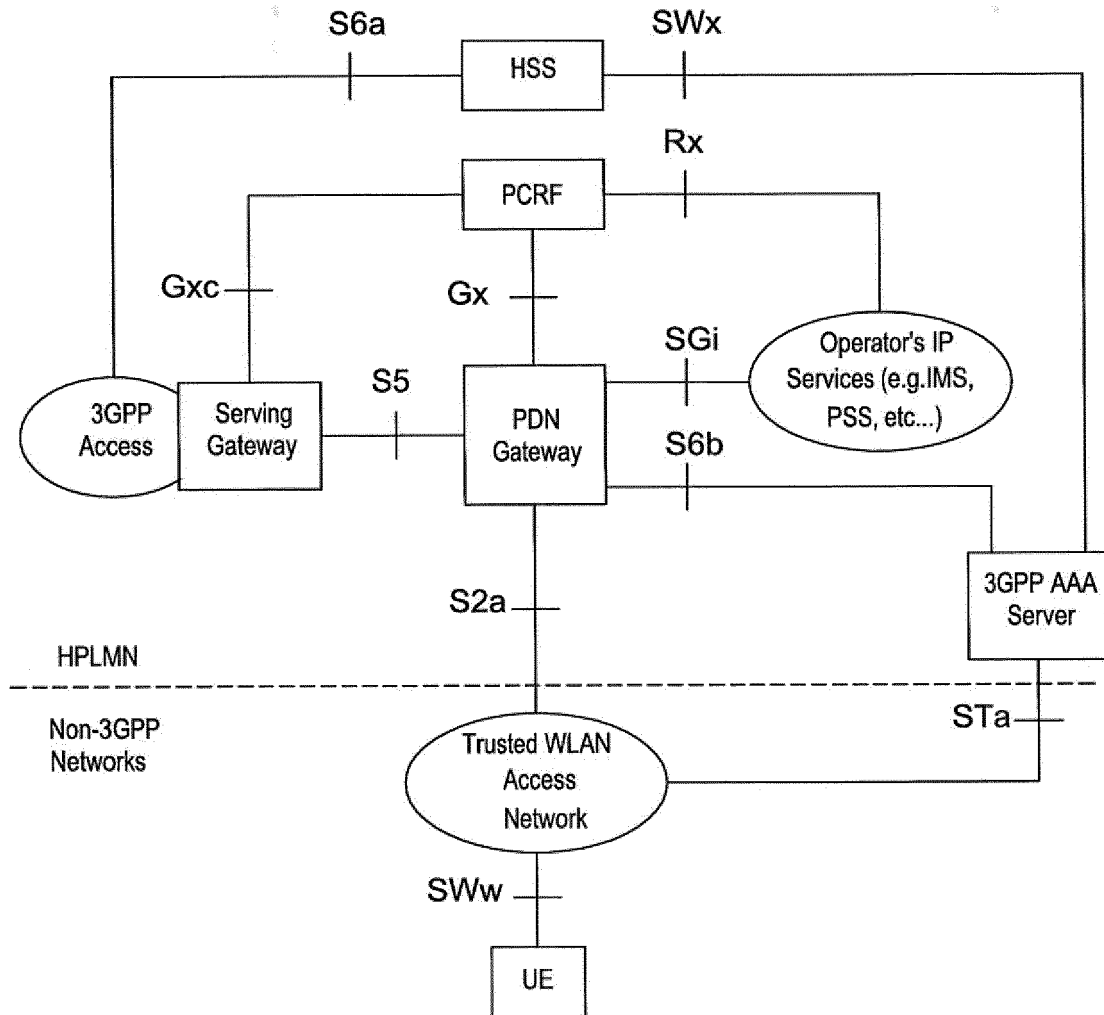 S6a
SWx
HSS
Rx
PCRF
Gxc
Gx
SGi
Operator's IP
Services (e.g.IMS,
PSS, etc...)
S5
3GPP
Access
Serving
Gateway
PDN
Gateway
S6b
S2a
3GPP AAA
Server
HPLMN
STa
Non-3GPP
Networks
Trusted WLAN
Access
Network
SWw
UE